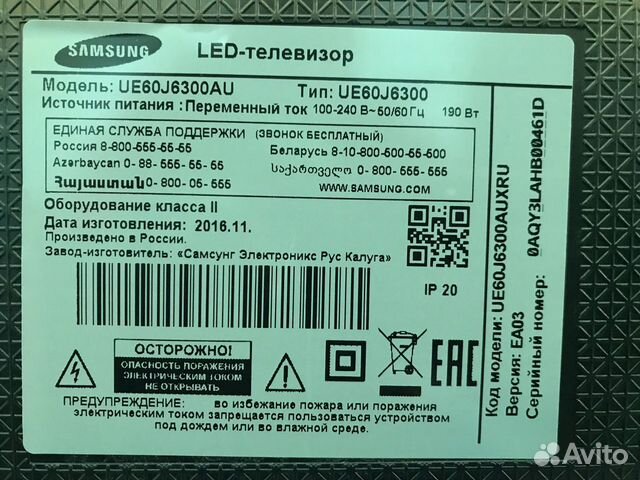 SAMSUNG
LED-телевизор
Модель: UE60J6300AU Тип: UE60J6300
Источник питания : Переменный ток 100-240 В~50/60 Гц 190 Вт
ЕДИНАЯ СЛУЖБА ПОДДЕРЖКИ (ЗВОНОК БЕСПЛАТНЫЙ)
Россия 8-800-555-55-55 Беларусь 8-10-800-500-55-500
Azərbaycan 0- 88- 555- 55- 55 საქართველო 0- 800- 555- 555
Հայաստան 0- 800- 05- 555 WWW.SAMSUNG.COM
Оборудование класса II
Дата изготовления: 2016.11.
Произведено в России.
Завод-изготовитель: «Самсунг Электроникс Рус Калуга»
IP 20
ОСТОРОЖНО!
ОПАСНОСТЬ ПОРАЖЕНИЯ
ЭЛЕКТРИЧЕСКИМ ТОКОМ
НЕ ОТКРЫВАТЬ
EAC
ПРЕДУПРЕЖДЕНИЕ: во избежание пожара или поражения
электрическим током запрещается пользоваться устройством
под дождем или во влажной среде.
Код модели: UE60J6300AUXRU
Версия: EA03
Серийный номер: 0AQY3LAHB00461D
Avito